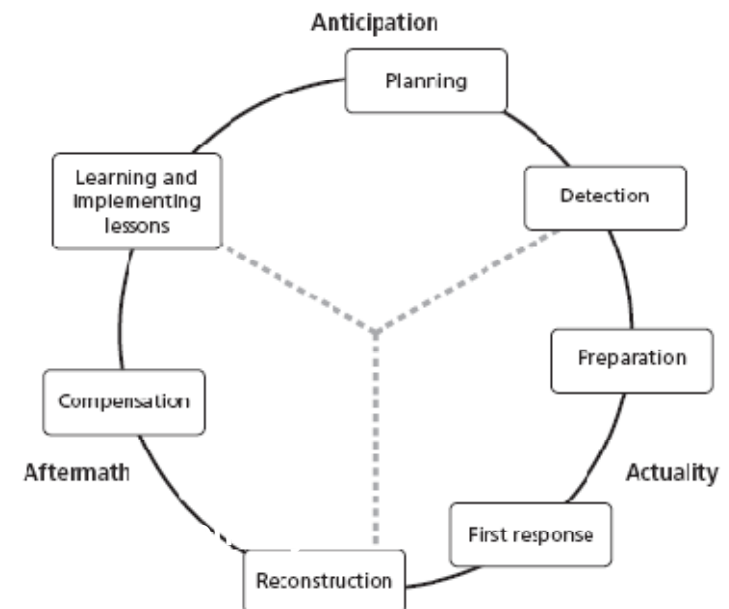 Anticipation
Planning
Detection
Learning and
implementing
lessons
Preparation
Compensation
Aftermath
Actuality
First response
Reconstruction